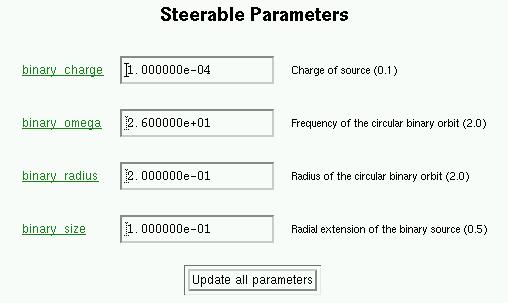 Steerable Parameters
binary_charge 1.000000e-04 Charge of source (0.1)
binary_omega 2.600000e+01 Frequency of the circular binary orbit (2.0)
binary_radius 2.000000e-01 Radius of the circular binary orbit (2.0)
binary_size 1.000000e-01 Radial extension of the binary source (0.5)
Update all parameters